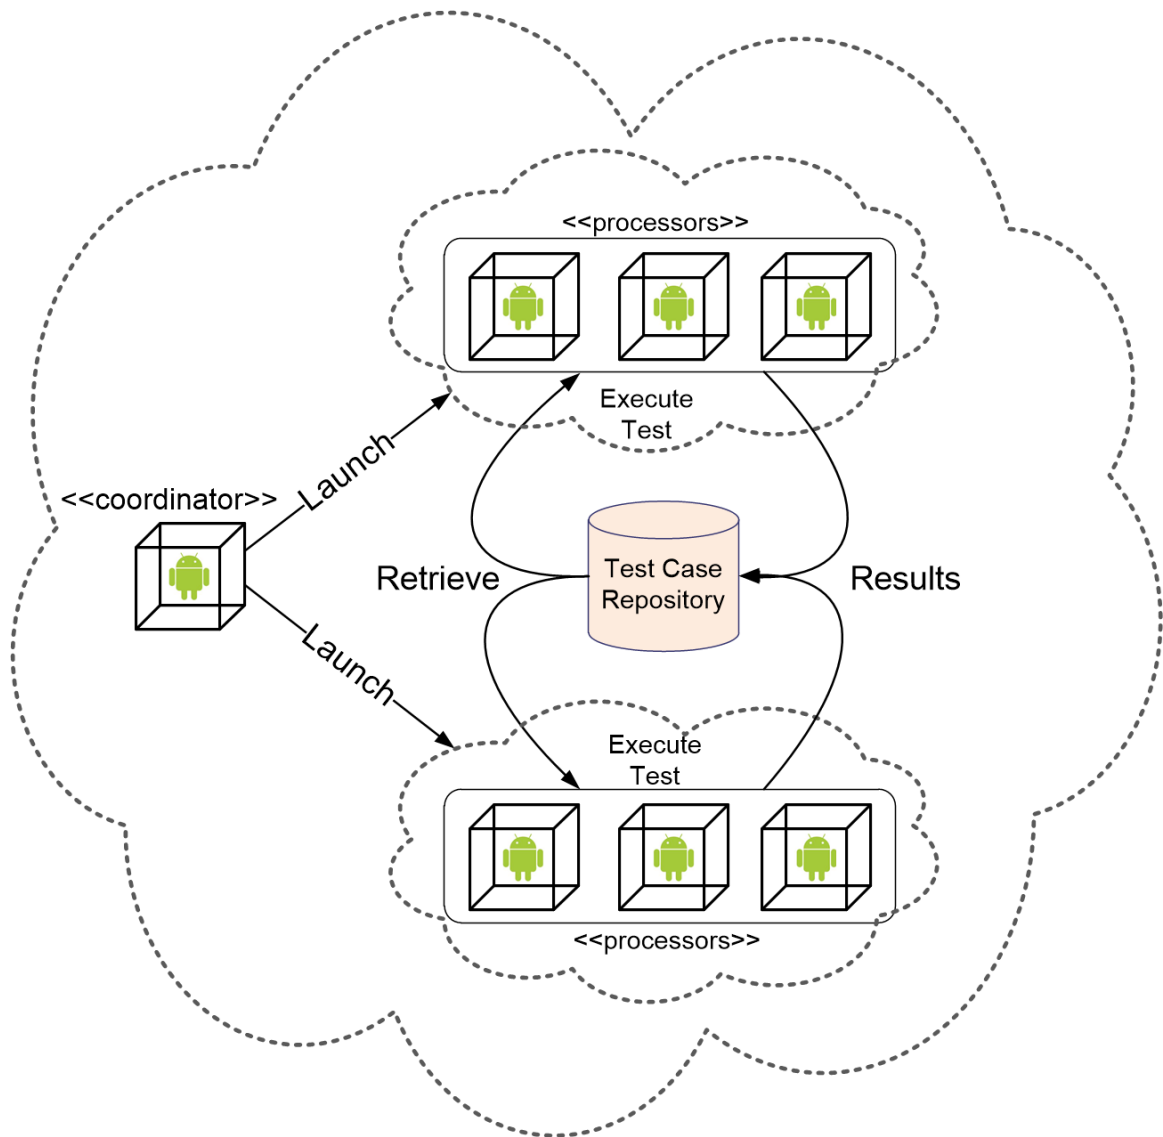 <<processors>>
Execute
Test
Launch
<<coordinator>>
Retrieve
Test Case
Repository
Results
Launch
Execute
Test
<<processors>>